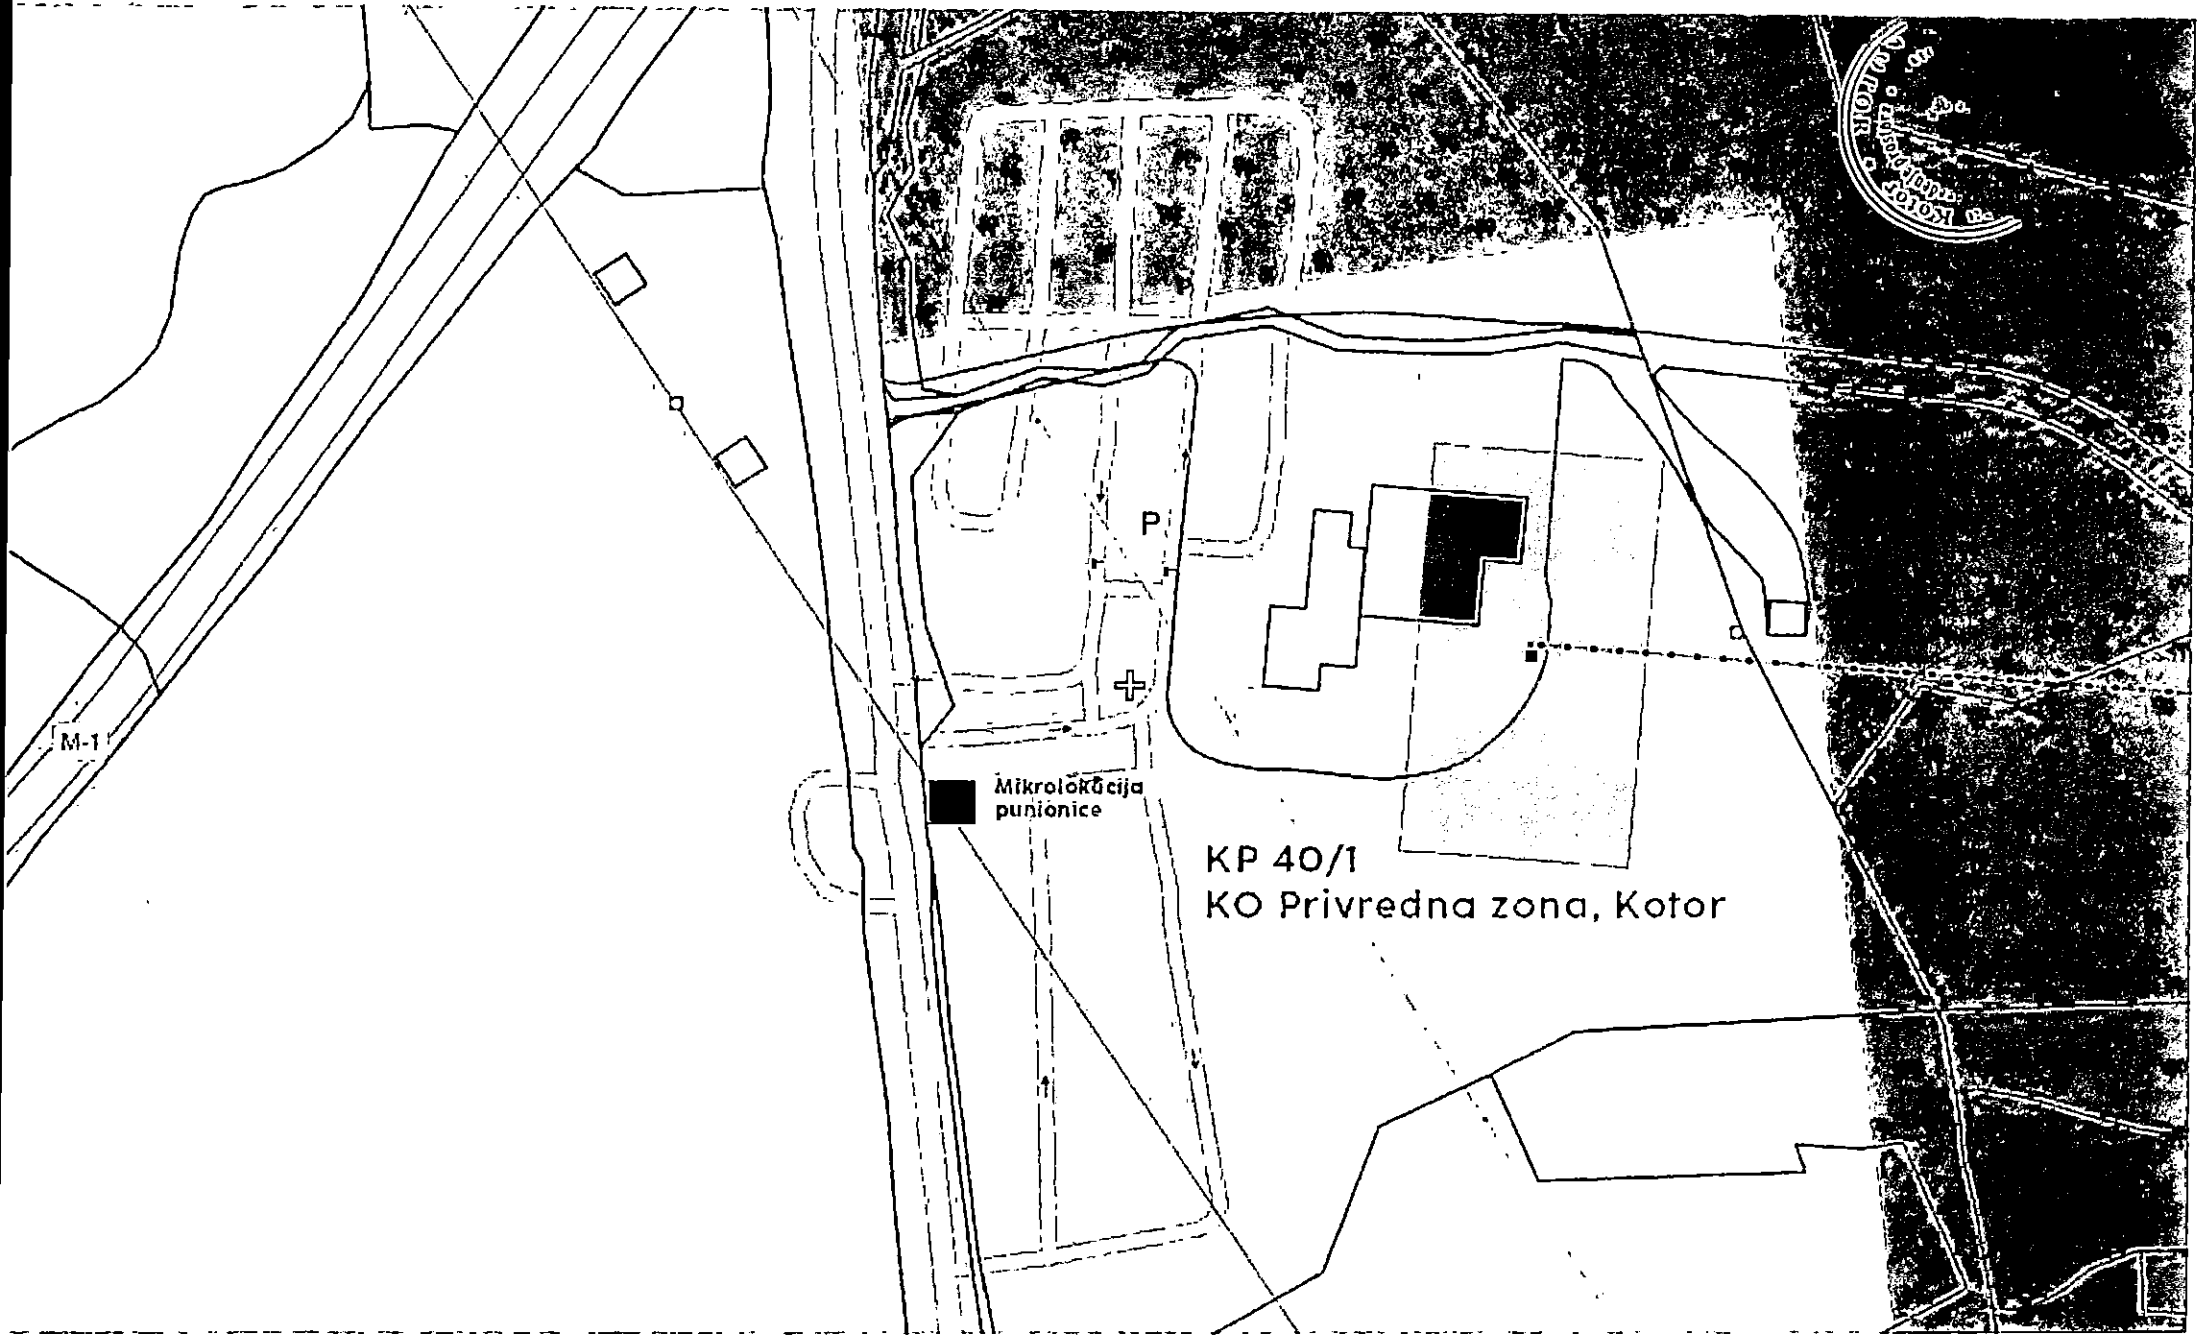 P
M-1
Mikrolokacija
punionice
KP 40/1
KO Privredna zona, Kotor